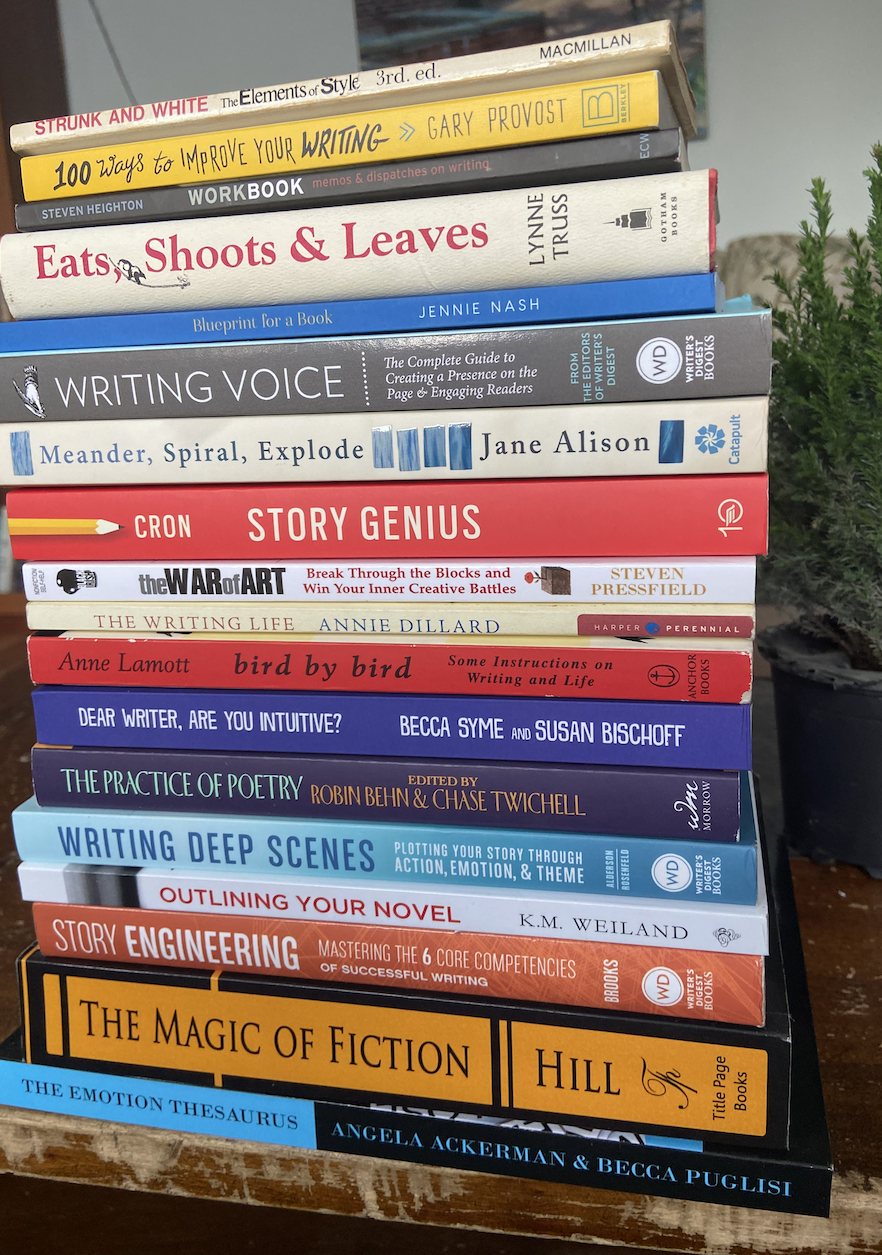 STRUNK AND WHITE The Elements of Style 3rd. ed. MACMILLAN
100 Ways to IMPROVE YOUR WRITING >> GARY PROVOST B BERKLEY
STEVEN HEIGHTON WORKBOOK memos & dispatches on writing ECW
Eats, Shoots & Leaves LYNNE TRUSS GOTHAM BOOKS
Blueprint for a Book JENNIE NASH
WRITING VOICE
The Complete Guide to
Creating a Presence on the
Page & Engaging Readers
FROM
THE EDITORS
OF WRITER'S
DIGEST
WD
WRITER'S
DIGEST
BOOKS
Meander, Spiral, Explode Jane Alison Catapult
CRON STORY GENIUS
NONFICTION/
SELF-HELP
the WAR of ART
Break Through the Blocks and
Win Your Inner Creative Battles
STEVEN
PRESSFIELD
THE WRITING LIFE ANNIE DILLARD HARPER PERENNIAL
Anne Lamott bird by bird
Some Instructions on
Writing and Life
ANCHOR
BOOKS
DEAR WRITER, ARE YOU INTUITIVE? BECCA SYME AND SUSAN BISCHOFF
THE PRACTICE OF POETRY
EDITED BY
ROBIN BEHN & CHASE TWICHELL
wm
MORROW
WRITING DEEP SCENES
PLOTTING YOUR STORY THROUGH
ACTION, EMOTION, & THEME
ALDERSON
ROSENFELD
WD
WRITER'S
DIGEST
BOOKS
OUTLINING YOUR NOVEL K.M. WEILAND
STORY ENGINEERING
MASTERING THE 6 CORE COMPETENCIES
OF SUCCESSFUL WRITING
BROOKS
WD
WRITER'S
DIGEST
BOOKS
THE MAGIC OF FICTION HILL TP
Title Page
Books
THE EMOTION THESAURUS ANGELA ACKERMAN & BECCA PUGLISI